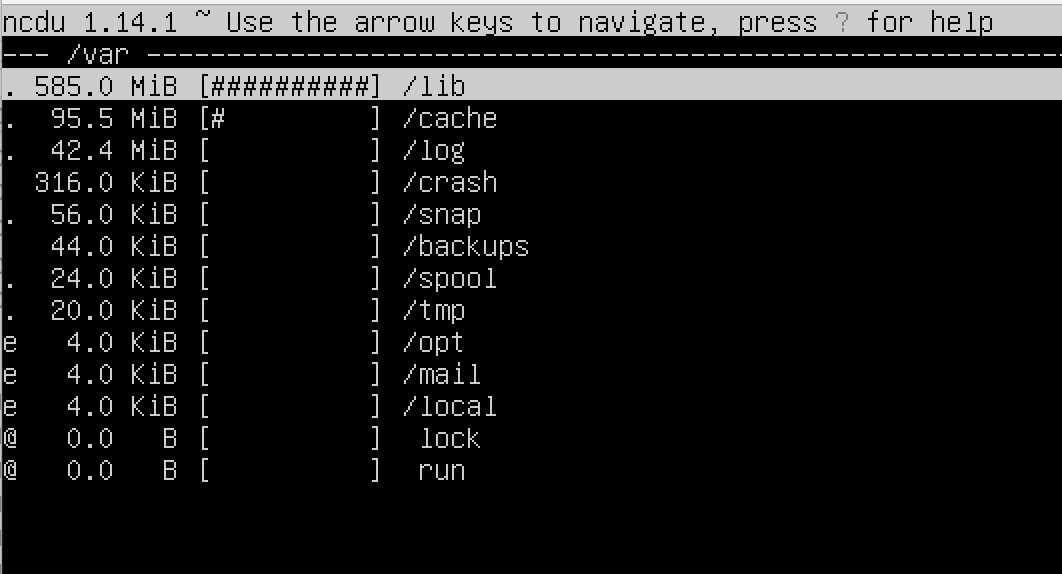 ncdu 1.14.1 ~ Use the arrow keys to navigate, press ? for help
--- /var ----------------------------------------------------------
. 585.0 MiB [##########] /lib
.  95.5 MiB [#         ] /cache
.  42.4 MiB [          ] /log
  316.0 KiB [          ] /crash
.  56.0 KiB [          ] /snap
   44.0 KiB [          ] /backups
.  24.0 KiB [          ] /spool
.  20.0 KiB [          ] /tmp
e   4.0 KiB [          ] /opt
e   4.0 KiB [          ] /mail
e   4.0 KiB [          ] /local
@   0.0   B [          ]  lock
@   0.0   B [          ]  run